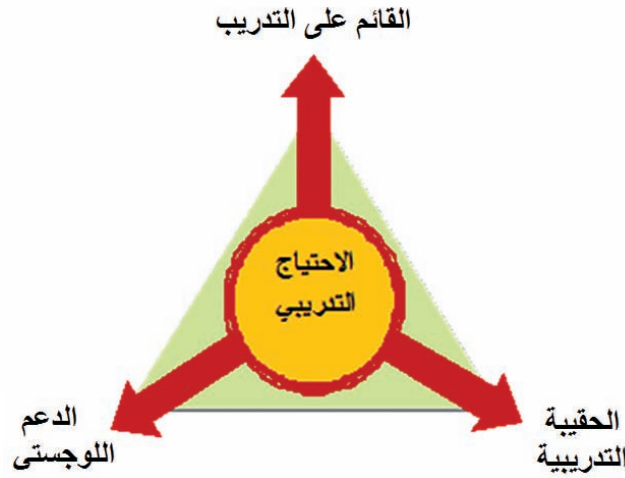 القائم على التدريب
الاحتياج
التدريبي
الحقيبة
التدريبية
الدعم
اللوجستى